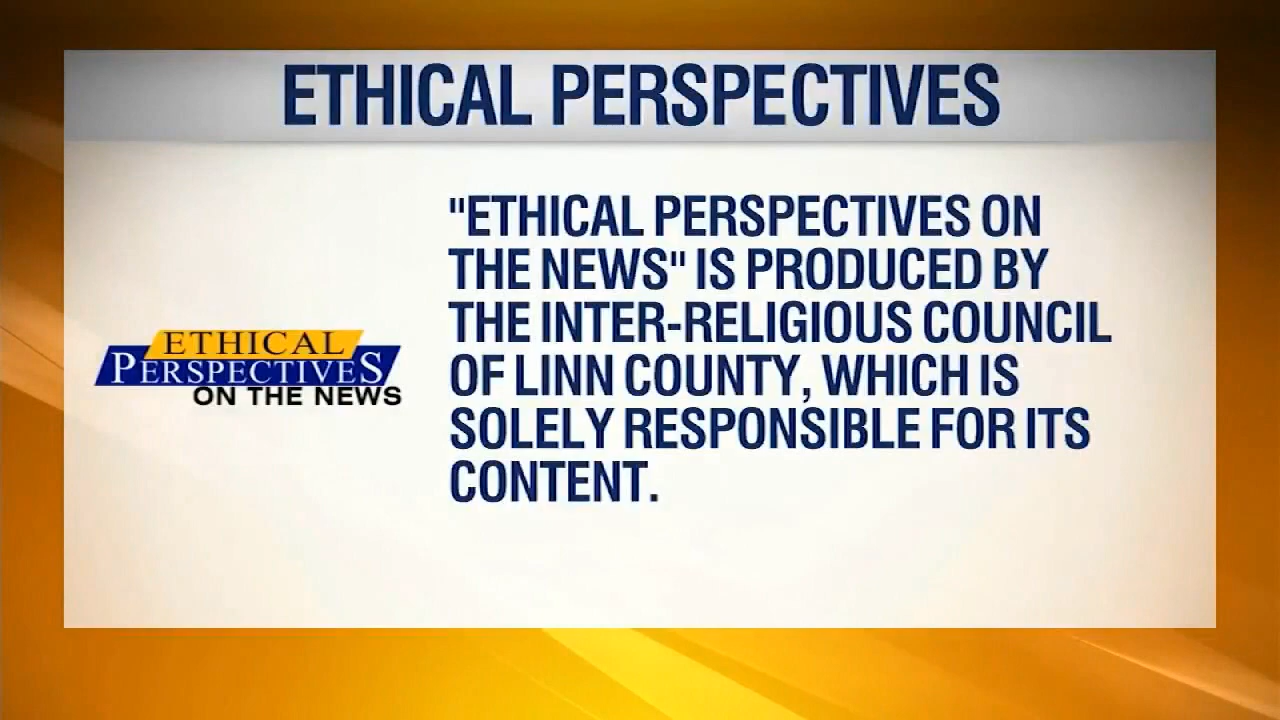 ETHICAL PERSPECTIVES
"ETHICAL PERSPECTIVES ON
THE NEWS" IS PRODUCED BY
THE INTER-RELIGIOUS COUNCIL
OF LINN COUNTY, WHICH IS
SOLELY RESPONSIBLE FOR ITS
CONTENT.
ETHICAL
PERSPECTIVES
ON THE NEWS